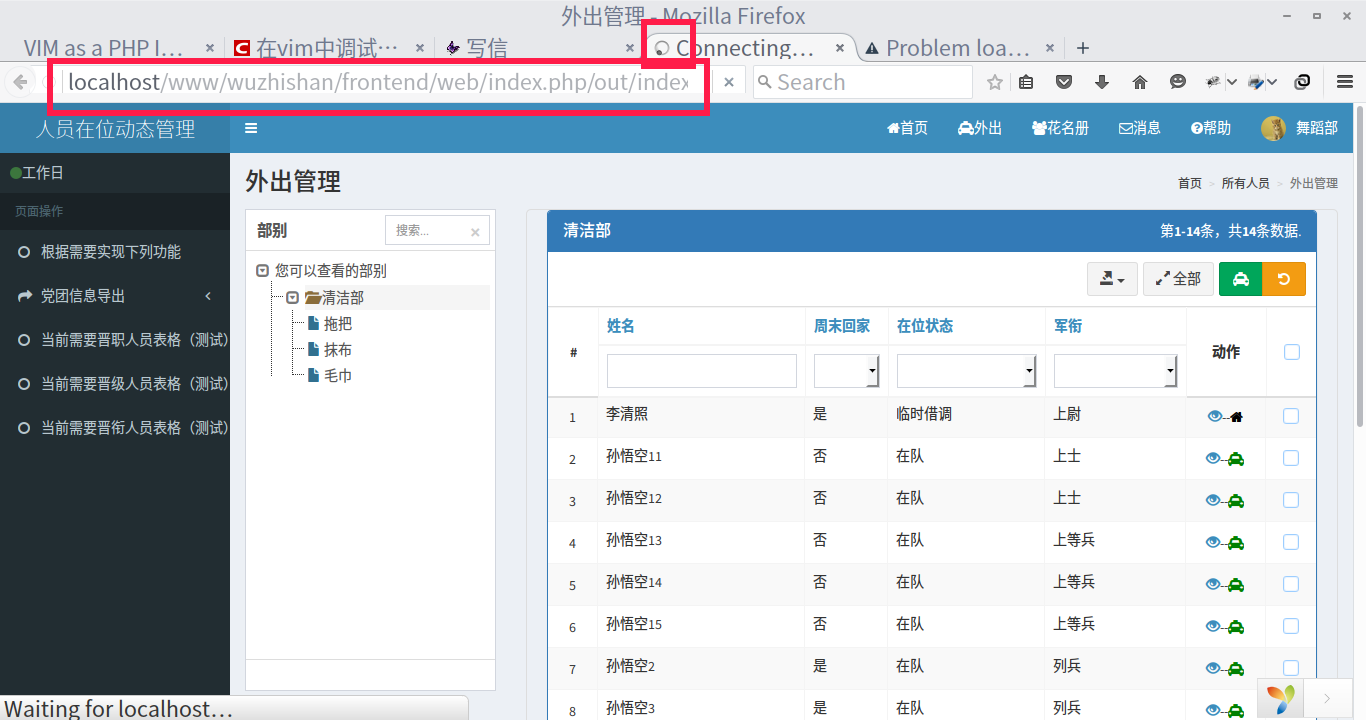 外出管理 - Mozilla Firefox
VIM as a PHP I… 在vim中调试… 写信 Connecting… Problem loa…
localhost/www/wuzhishan/frontend/web/index.php/out/index Search
人员在位动态管理 首页 外出 花名册 消息 帮助 舞蹈部
工作日
页面操作
根据需要实现下列功能
党团信息导出
当前需要晋职人员表格（测试）
当前需要晋级人员表格（测试）
当前需要晋衔人员表格（测试）
外出管理
首页 > 所有人员 > 外出管理
部别 搜索...
您可以查看的部别
清洁部
拖把
抹布
毛巾
清洁部 第1-14条，共14条数据.
全部
# 姓名 周末回家 在位状态 军衔 动作
1 李清照 是 临时借调 上尉
2 孙悟空11 否 在队 上士
3 孙悟空12 否 在队 上士
4 孙悟空13 否 在队 上等兵
5 孙悟空14 否 在队 上等兵
6 孙悟空15 否 在队 上等兵
7 孙悟空2 是 在队 列兵
8 孙悟空3 是 在队 列兵
Waiting for localhost…